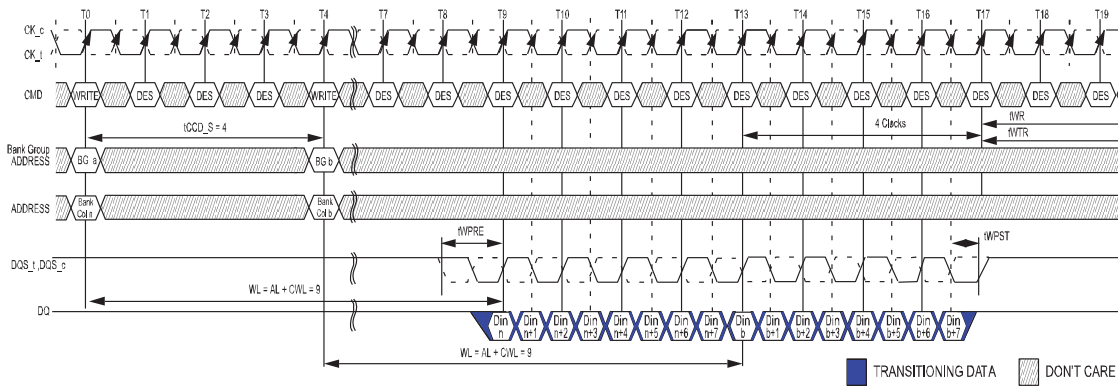 T0 T1 T2 T3 T4 T7 T8 T9 T10 T11 T12 T13 T14 T15 T16 T17 T18 T19
CK_c
CK_t
CMD WRITE DES DES DES WRITE DES DES DES DES DES DES DES DES DES DES DES DES DES
tWR
tCCD_S = 4 4 Clocks
tWTR
Bank Group
ADDRESS BG a BG b
ADDRESS Bank Col n Bank Col b
tWPRE tWPST
DQS_t ,DQS_c
WL = AL + CWL = 9
DQ Din n Din n+1 Din n+2 Din n+3 Din n+4 Din n+5 Din n+6 Din n+7 Din b Din b+1 Din b+2 Din b+3 Din b+4 Din b+5 Din b+6 Din b+7
WL = AL + CWL = 9
TRANSITIONING DATA DON'T CARE